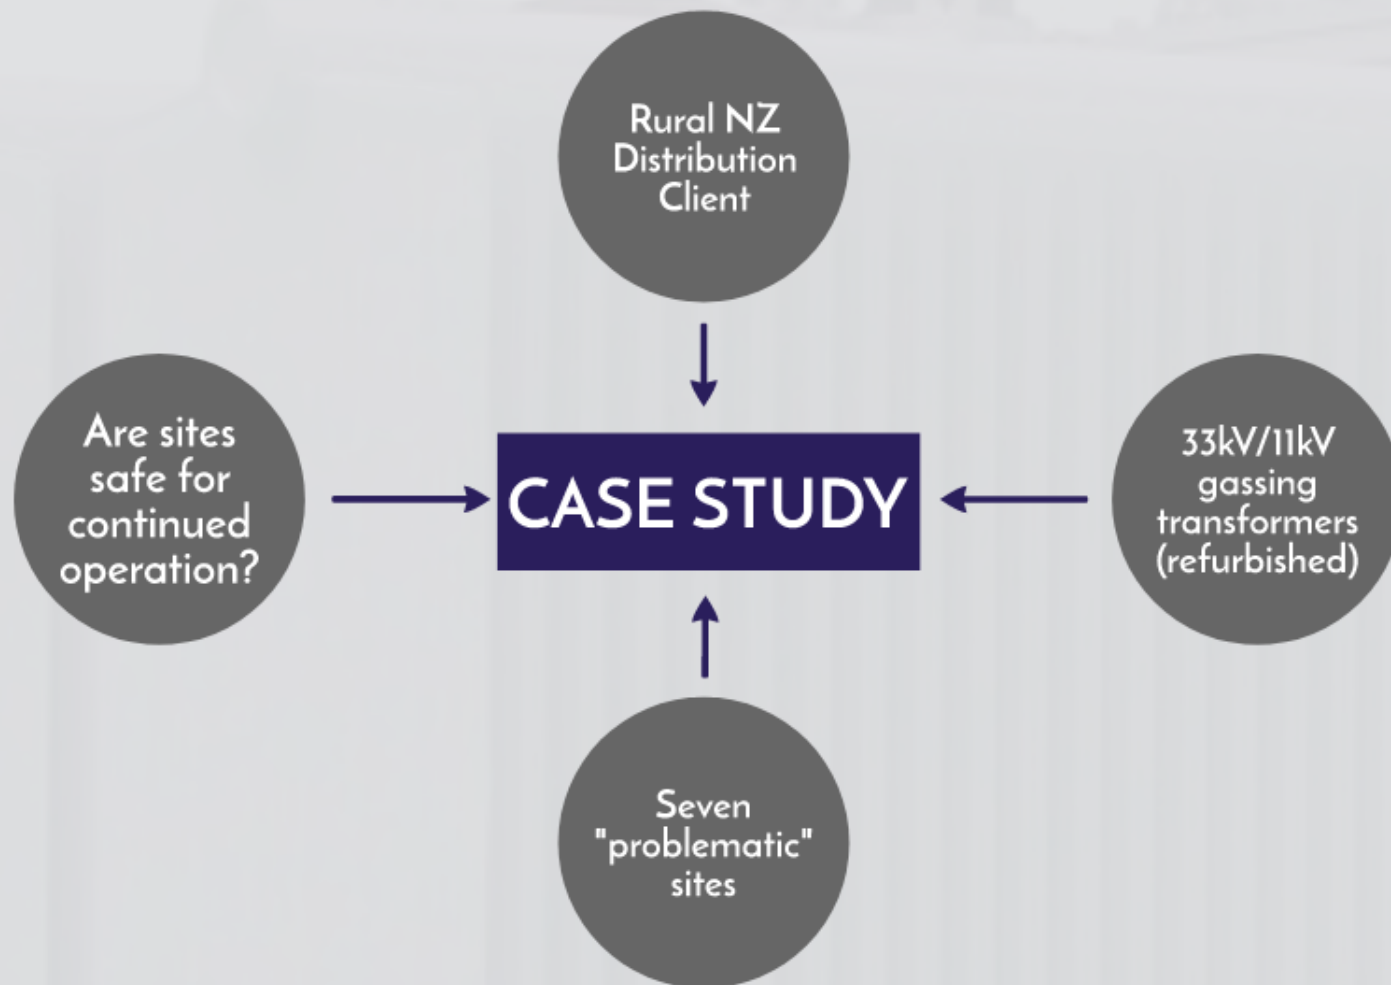 Rural NZ
Distribution
Client
Are sites
safe for
continued
operation?
CASE STUDY
33kV/11kV
gassing
transformers
(refurbished)
Seven
"problematic"
sites